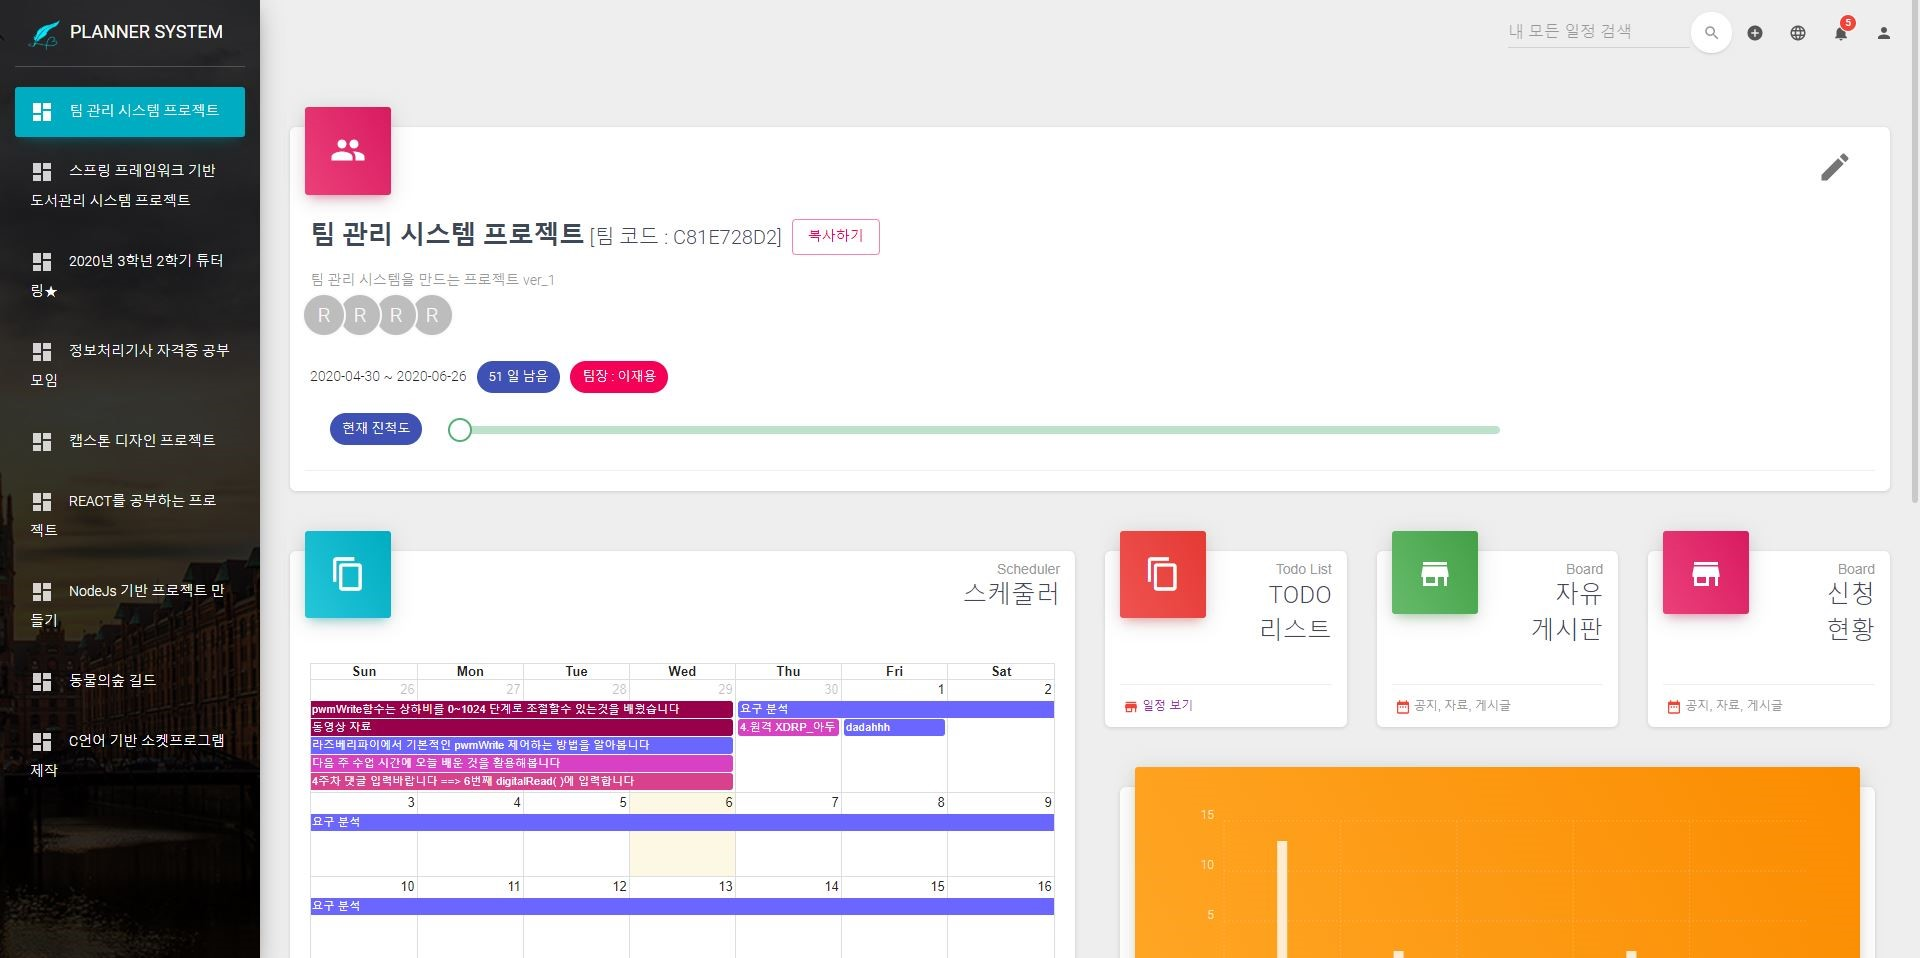 PLANNER SYSTEM
팀 관리 시스템 프로젝트
스프링 프레임워크 기반
도서관리 시스템 프로젝트
2020년 3학년 2학기 튜터
링★
정보처리기사 자격증 공부
모임
캡스톤 디자인 프로젝트
REACT를 공부하는 프로
젝트
NodeJs 기반 프로젝트 만
들기
동물의숲 길드
C언어 기반 소켓프로그램
제작
내 모든 일정 검색
5
팀 관리 시스템 프로젝트 [팀 코드 : C81E728D2] 복사하기
팀 관리 시스템을 만드는 프로젝트 ver_1
R R R R
2020-04-30 ~ 2020-06-26 51 일 남음 팀장 : 이재용
현재 진척도
Scheduler
스케줄러
Sun Mon Tue Wed Thu Fri Sat
26 27 28 29 30 1 2
pwmWrite함수는 상하비를 0~1024 단계로 조절할수 있는것을 배웠습니다 요구 분석
동영상 자료 4.원격 XDRP_아두 dadahhh
라즈베리파이에서 기본적인 pwmWrite 제어하는 방법을 알아봅니다
다음 주 수업 시간에 오늘 배운 것을 활용해봅니다
4주차 댓글 입력바랍니다 ==> 6번째 digitalRead( )에 입력합니다
3 4 5 6 7 8 9
요구 분석
10 11 12 13 14 15 16
요구 분석
Todo List
TODO
리스트
일정 보기
Board
자유
게시판
공지, 자료, 게시글
Board
신청
현황
공지, 자료, 게시글
15
10
5